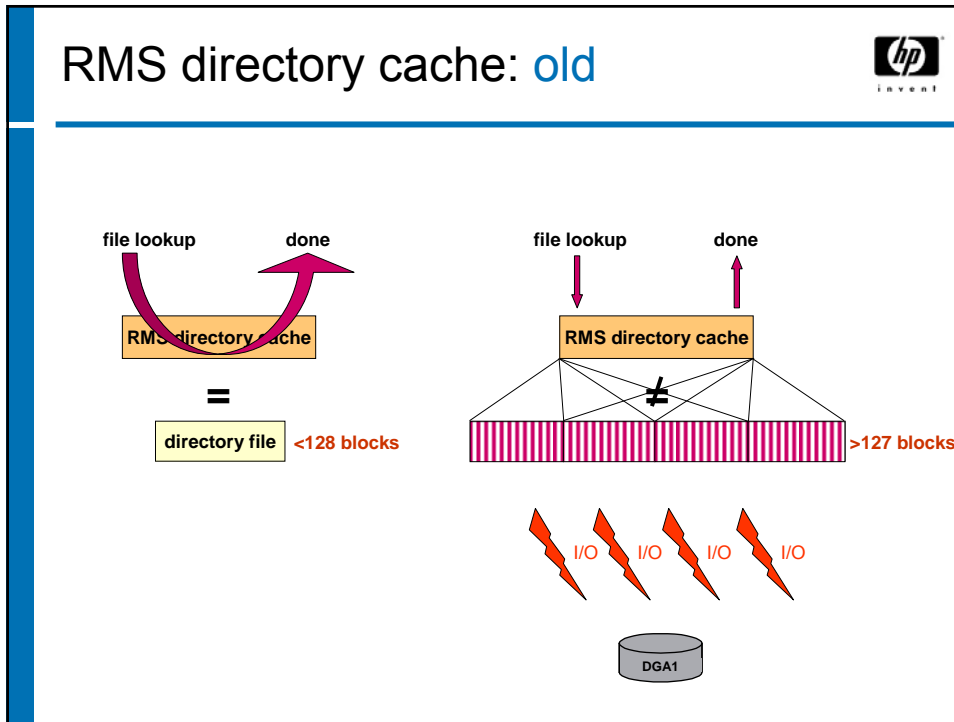 RMS directory cache: old
hp
invent
file lookup
done
RMS directory cache
=
directory file
<128 blocks
file lookup
done
RMS directory cache
≠
>127 blocks
I/O
I/O
I/O
I/O
DGA1